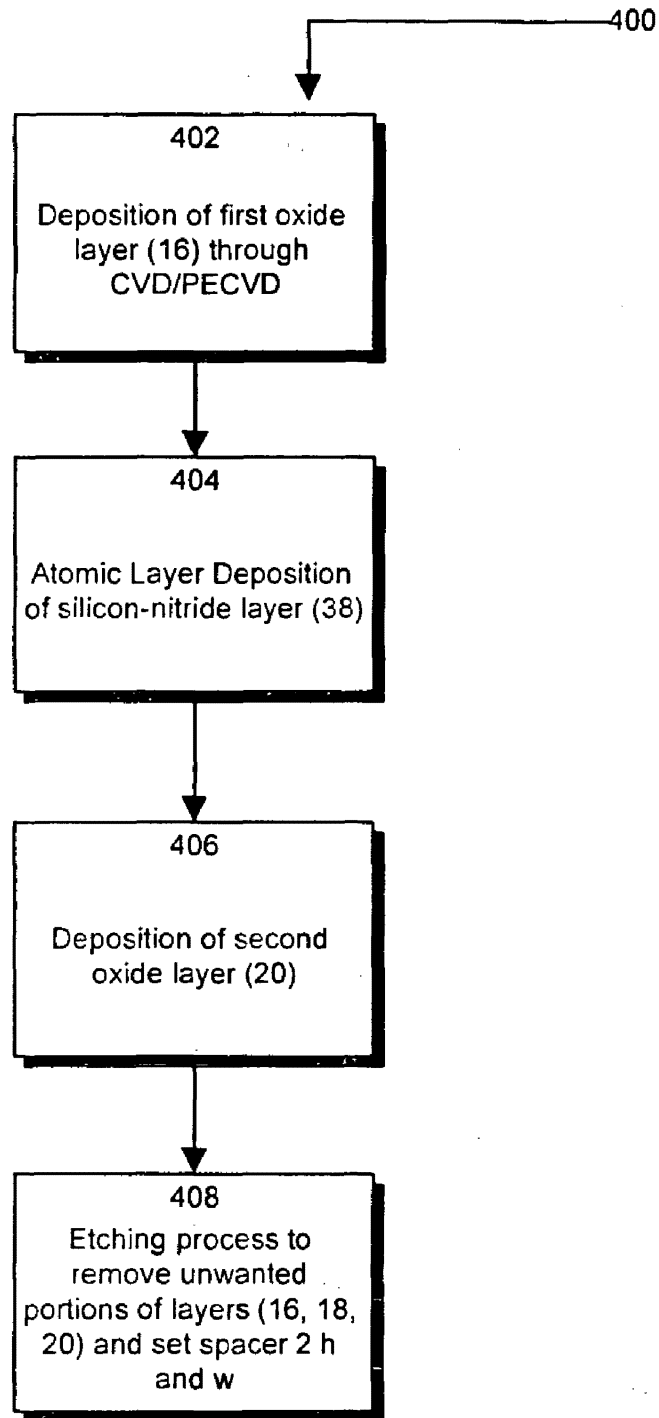 400
402
Deposition of first oxide
layer (16) through
CVD/PECVD
404
Atomic Layer Deposition
of silicon-nitride layer (38)
406
Deposition of second
oxide layer (20)
408
Etching process to
remove unwanted
portions of layers (16, 18,
20) and set spacer 2 h
and w